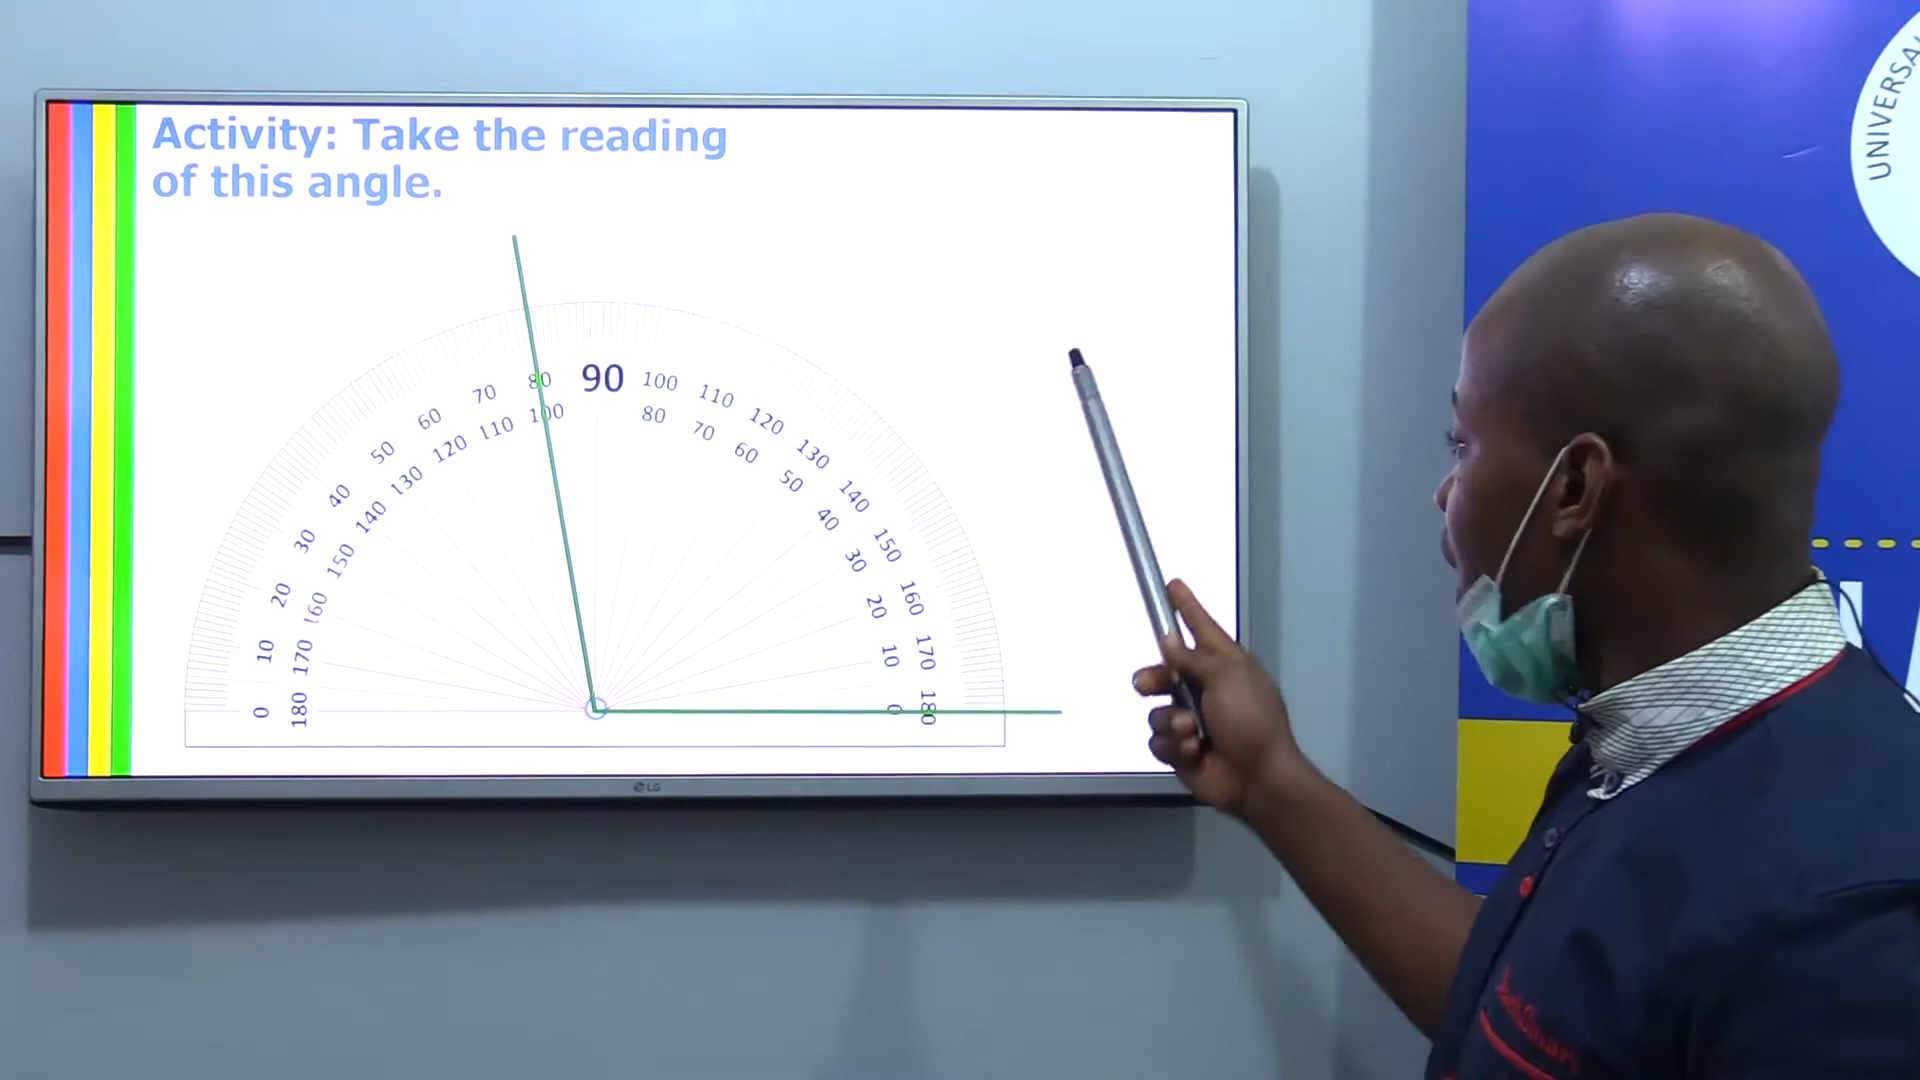 Activity: Take the reading
of this angle.
0 10 20 30 40 50 60 70 80 90 100 110 120 130 140 150 160 170 180
180 170 160 150 140 130 120 110 100 80 70 60 50 40 30 20 10 0
LG
UNIVERSAL